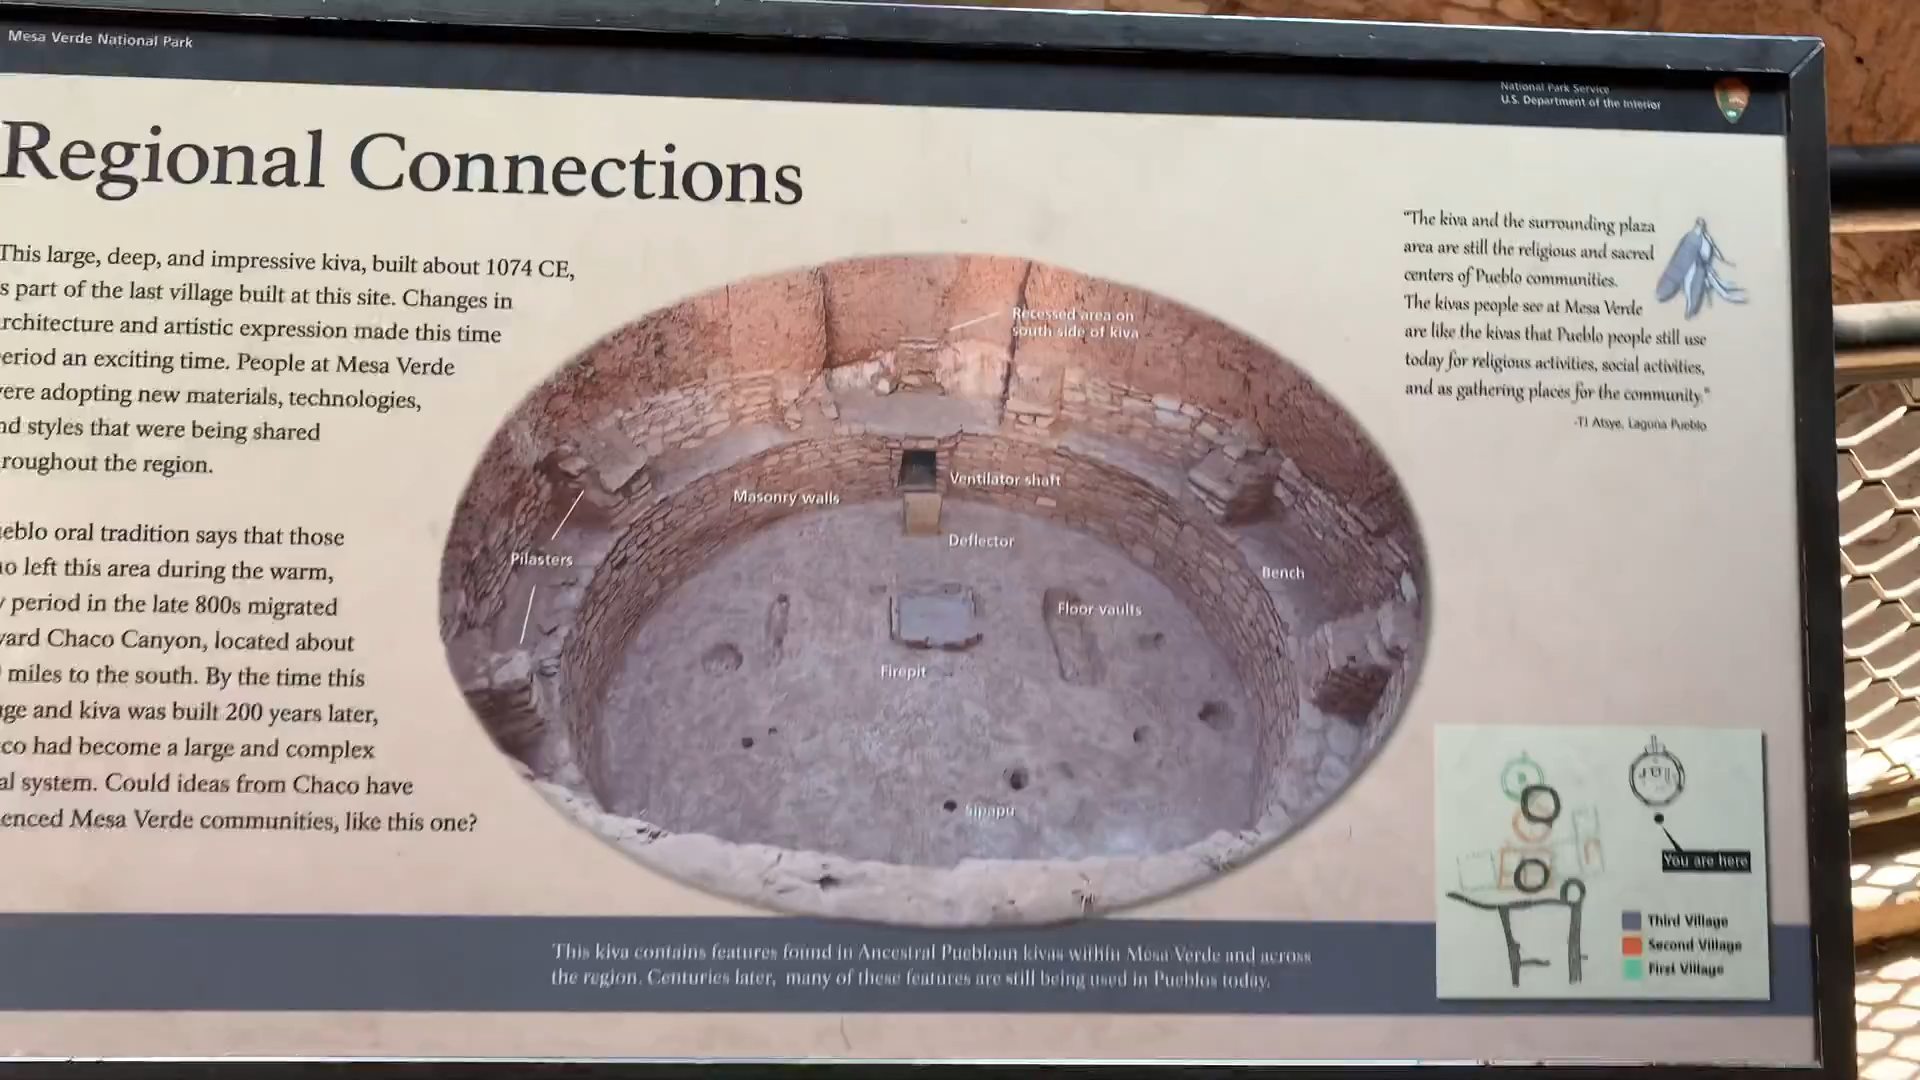 Mesa Verde National Park
National Park Service
U.S. Department of the Interior
Regional Connections
This large, deep, and impressive kiva, built about 1074 CE,
s part of the last village built at this site. Changes in
rchitecture and artistic expression made this time
eriod an exciting time. People at Mesa Verde
ere adopting new materials, technologies,
nd styles that were being shared
roughout the region.
eblo oral tradition says that those
o left this area during the warm,
y period in the late 800s migrated
ard Chaco Canyon, located about
miles to the south. By the time this
ge and kiva was built 200 years later,
co had become a large and complex
al system. Could ideas from Chaco have
enced Mesa Verde communities, like this one?
Recessed area on
south side of kiva
Ventilator shaft
Masonry walls
Deflector
Pilasters
Bench
Floor vaults
Firepit
Sipapu
"The kiva and the surrounding plaza
area are still the religious and sacred
centers of Pueblo communities.
The kivas people see at Mesa Verde
are like the kivas that Pueblo people still use
today for religious activities, social activities,
and as gathering places for the community."
-TJ Atsye, Laguna Pueblo
You are here
Third Village
Second Village
First Village
This kiva contains features found in Ancestral Puebloan kivas within Mesa Verde and across
the region. Centuries later, many of these features are still being used in Pueblos today.